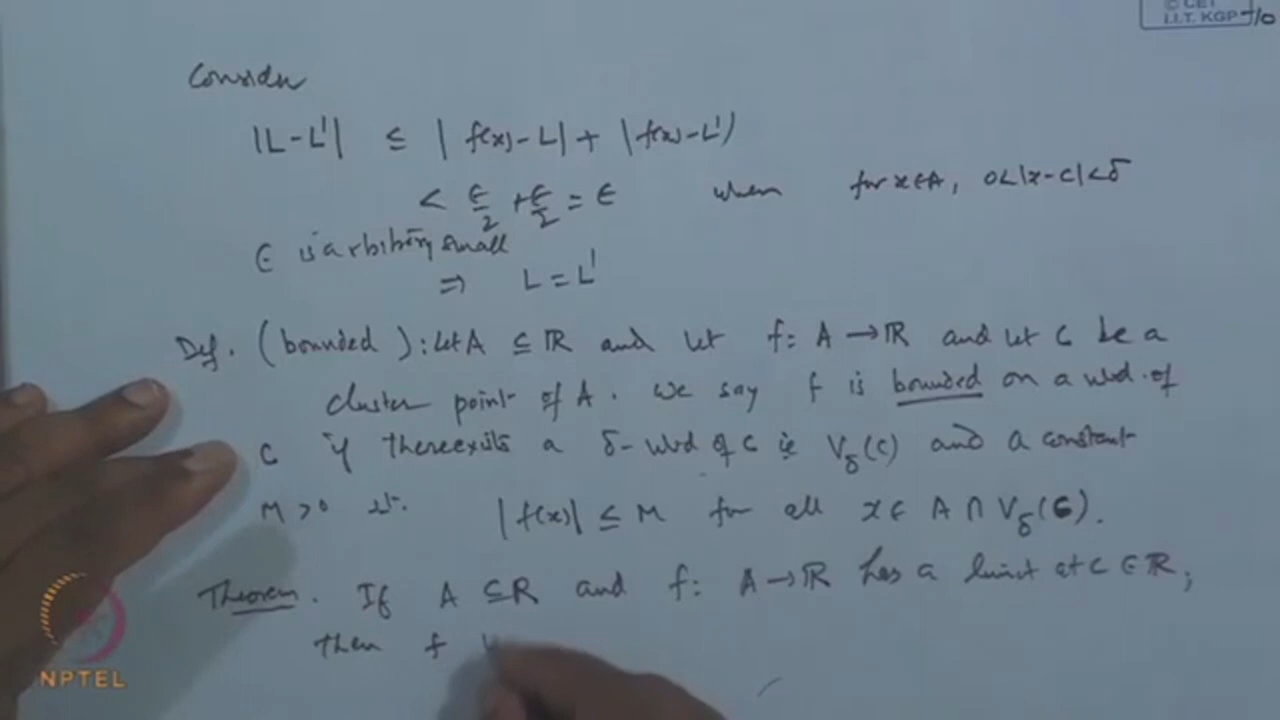 © CET
I.I.T. KGP
Consider
|L-L'| ≤ | f(x)-L| + |f(x)-L'|
< ε/2 + ε/2 = ε when for x∈A, 0<|x-c|<δ
ε is arbitrary small
⇒ L = L'
Def. (bounded): Let A ⊆ ℝ and let f: A → ℝ and let c be a
cluster point of A. We say f is bounded on a nbd. of
c if there exists a δ-nbd of c ie V_δ(c) and a constant
M > 0 st. |f(x)| ≤ M for all x ∈ A ∩ V_δ(c).
Theorem. If A ⊆ R and f: A → ℝ has a limit at c ∈ ℝ,
then f
NPTEL